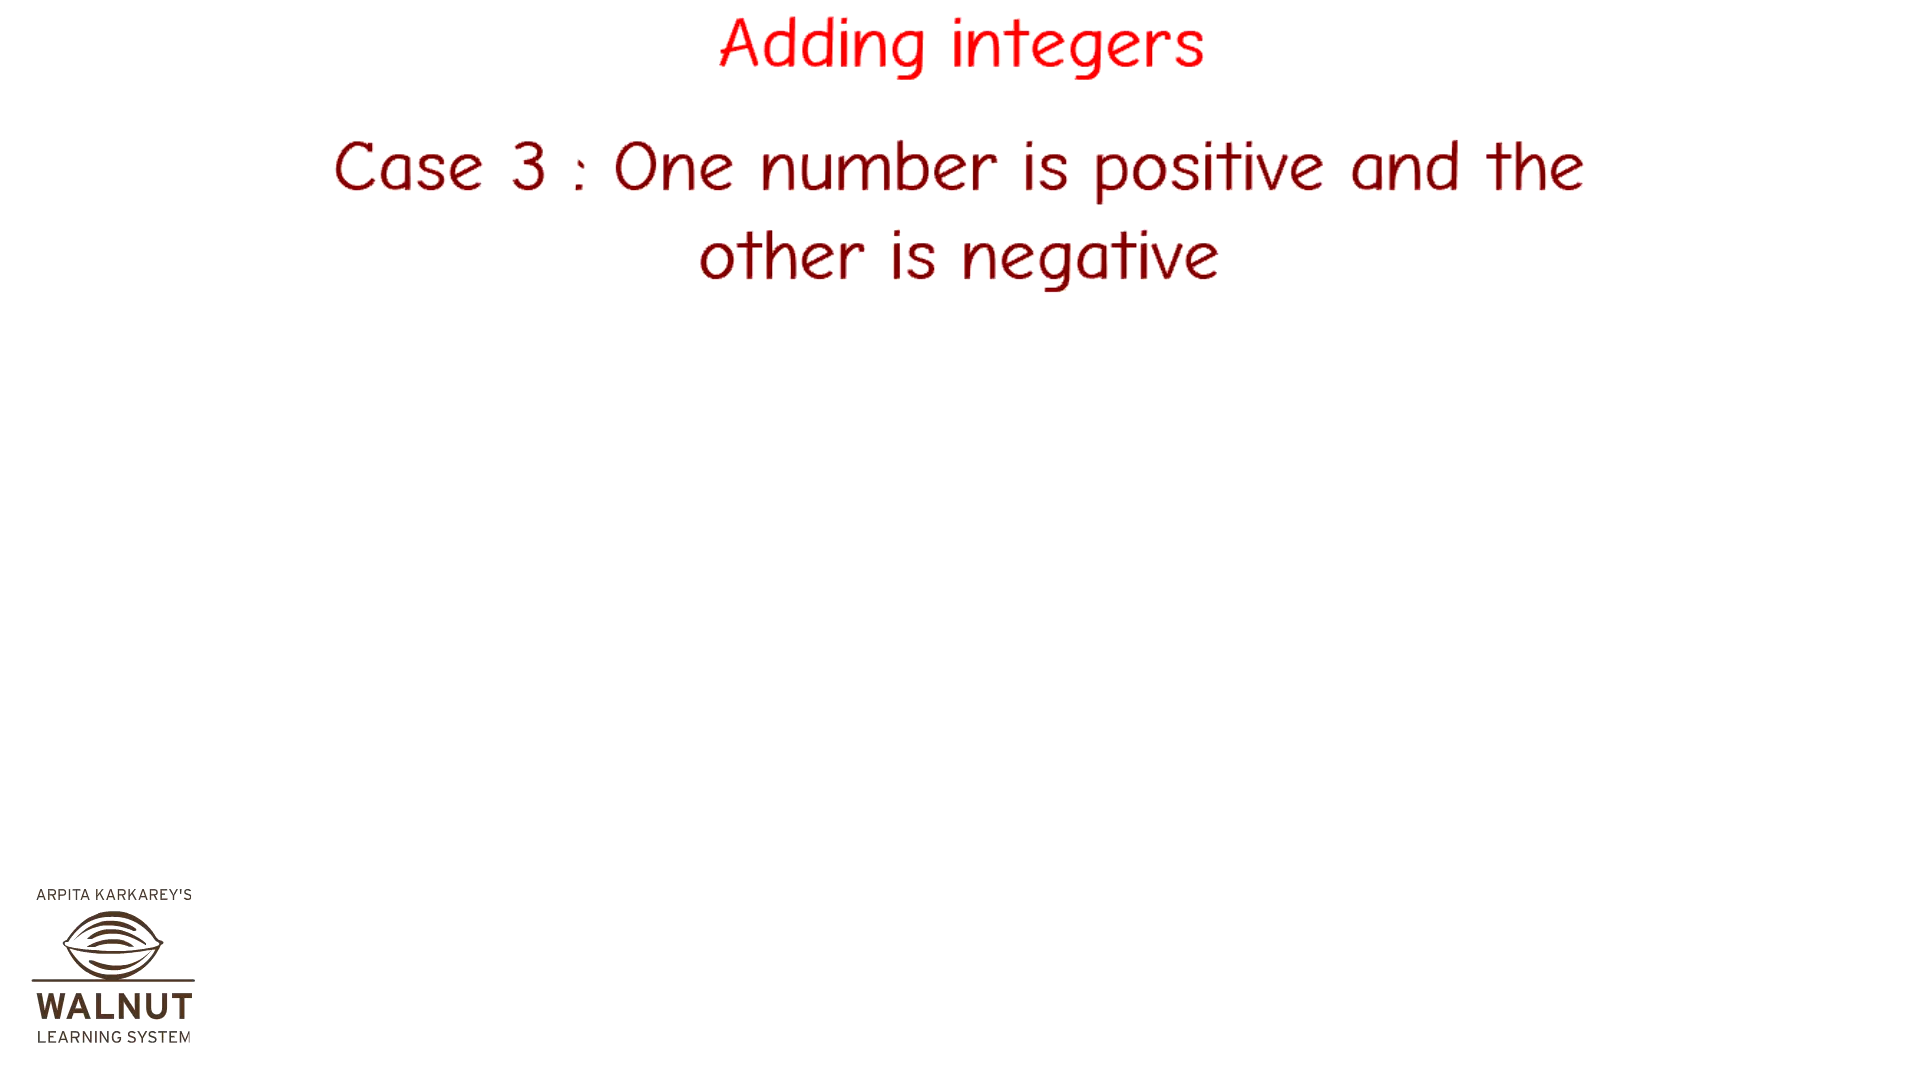 Adding integers
Case 3 : One number is positive and the
other is negative
ARPITA KARKAREY'S
WALNUT
LEARNING SYSTEM